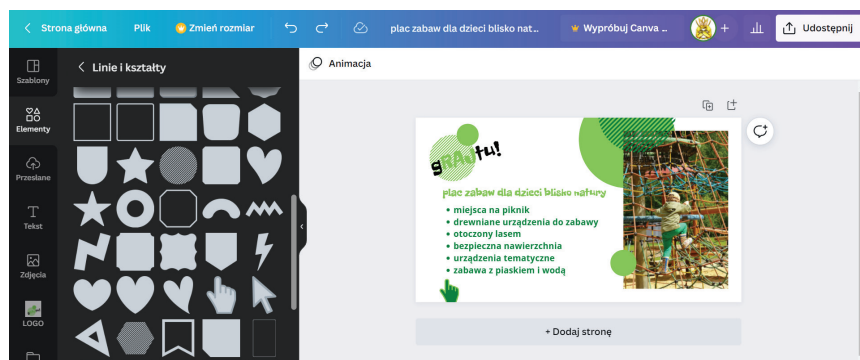 Strona główna
Plik
Zmień rozmiar
plac zabaw dla dzieci blisko nat...
Wypróbuj Canva ...
+
Udostępnij
Szablony
Elementy
Przesłane
Tekst
Zdjęcia
LOGO
Linie i kształty
Animacja
gRAJtu!
plac zabaw dla dzieci blisko natury
• miejsca na piknik
• drewniane urządzenia do zabawy
• otoczony lasem
• bezpieczna nawierzchnia
• urządzenia tematyczne
• zabawa z piaskiem i wodą
+ Dodaj stronę